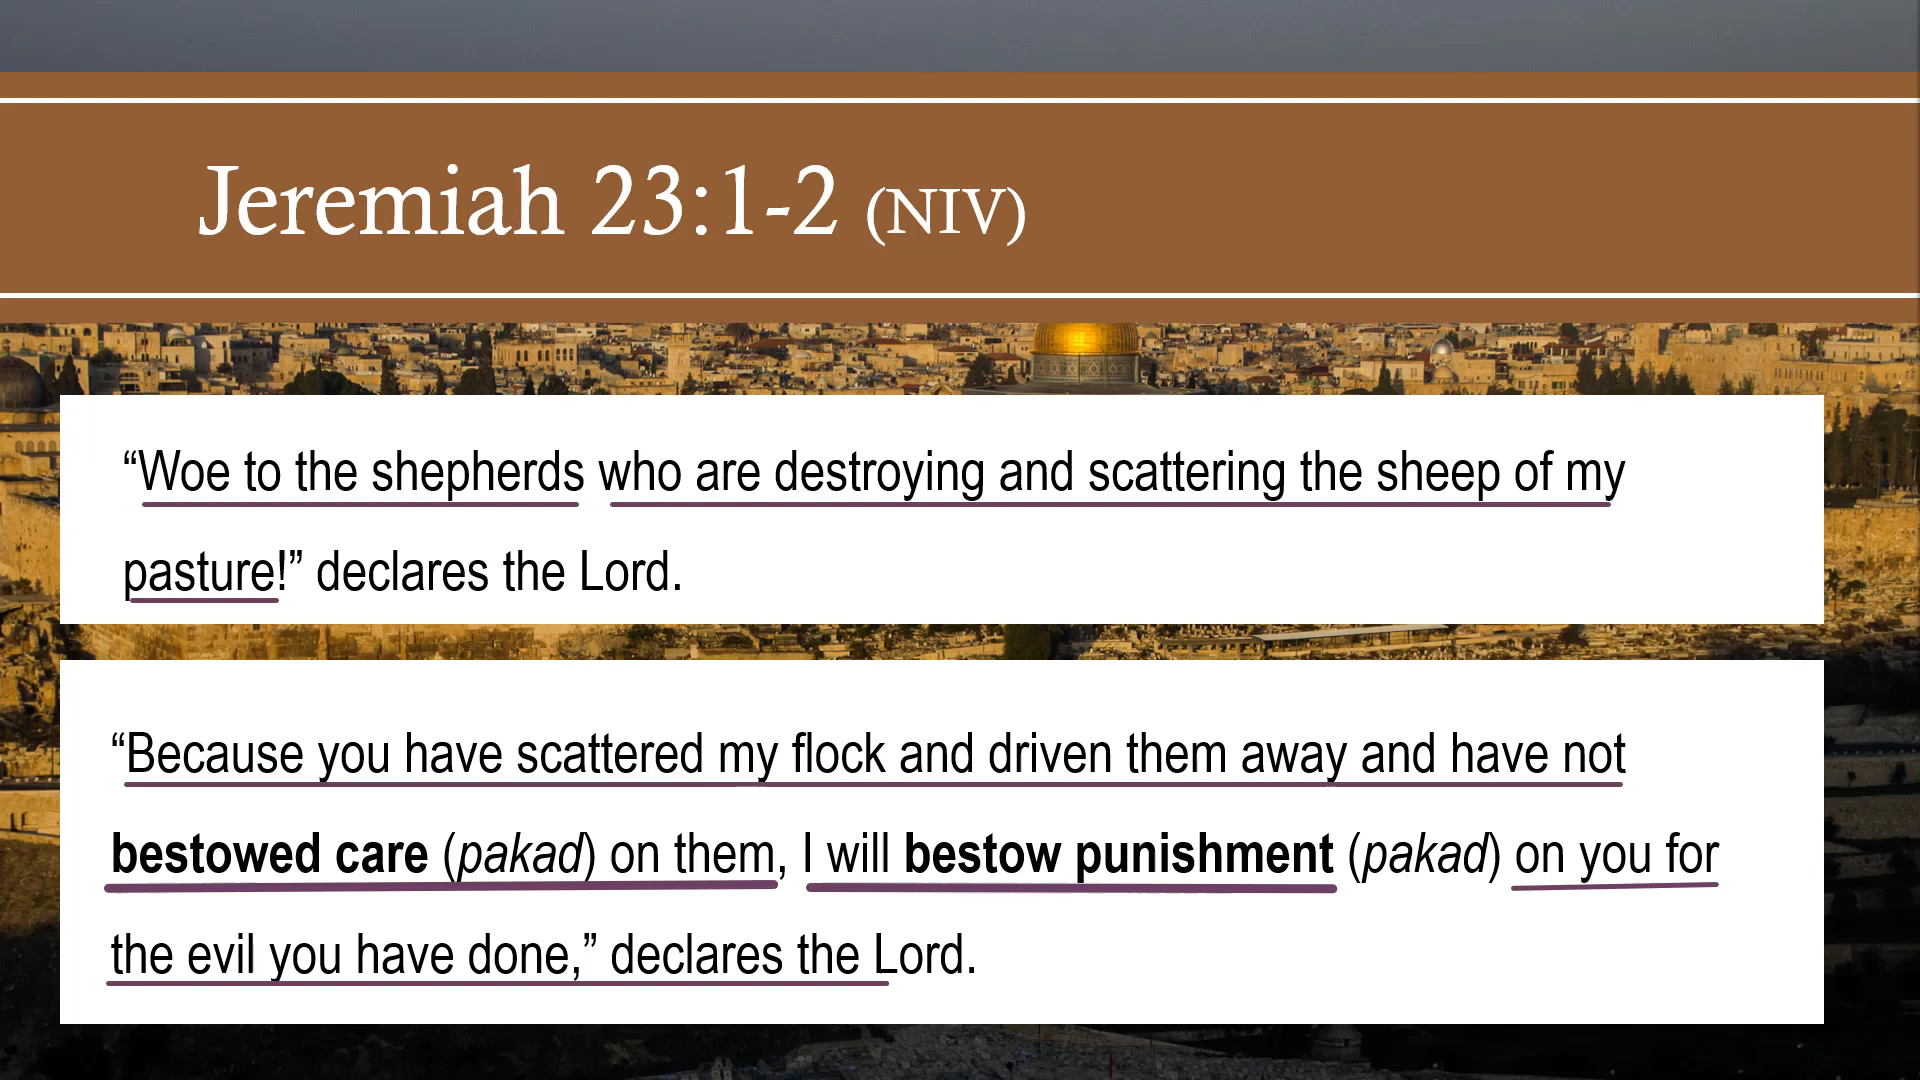 Jeremiah 23:1-2 (NIV)
“Woe to the shepherds who are destroying and scattering the sheep of my
pasture!” declares the Lord.
“Because you have scattered my flock and driven them away and have not
bestowed care (pakad) on them, I will bestow punishment (pakad) on you for
the evil you have done,” declares the Lord.